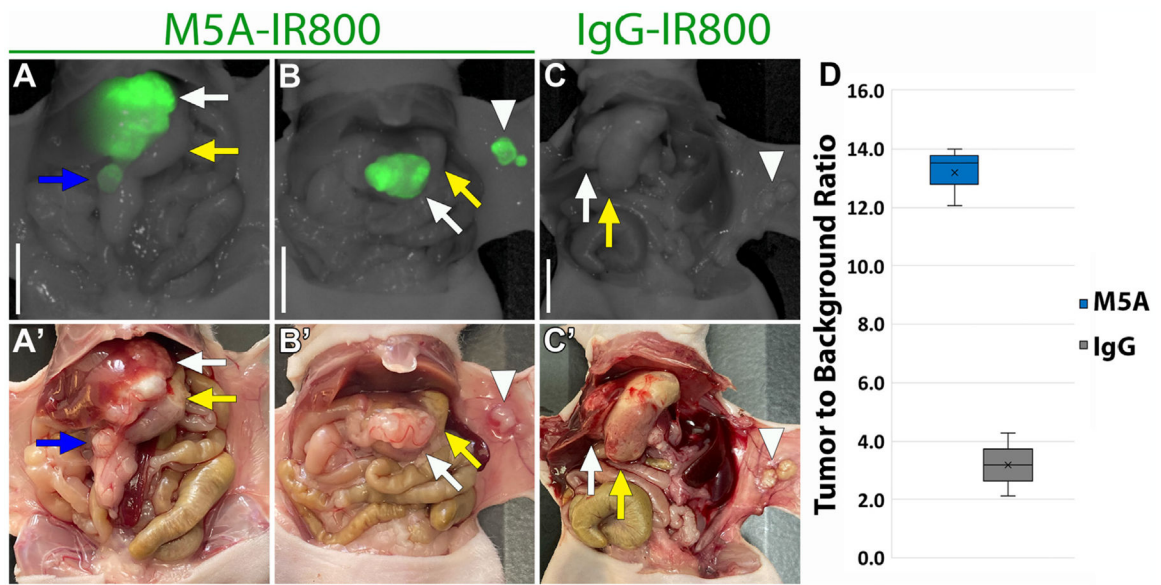 M5A-IR800 IgG-IR800
A B C D
A’ B’ C’
Tumor to Background Ratio
16.0
14.0
12.0
10.0
8.0
6.0
4.0
2.0
0.0
M5A
IgG